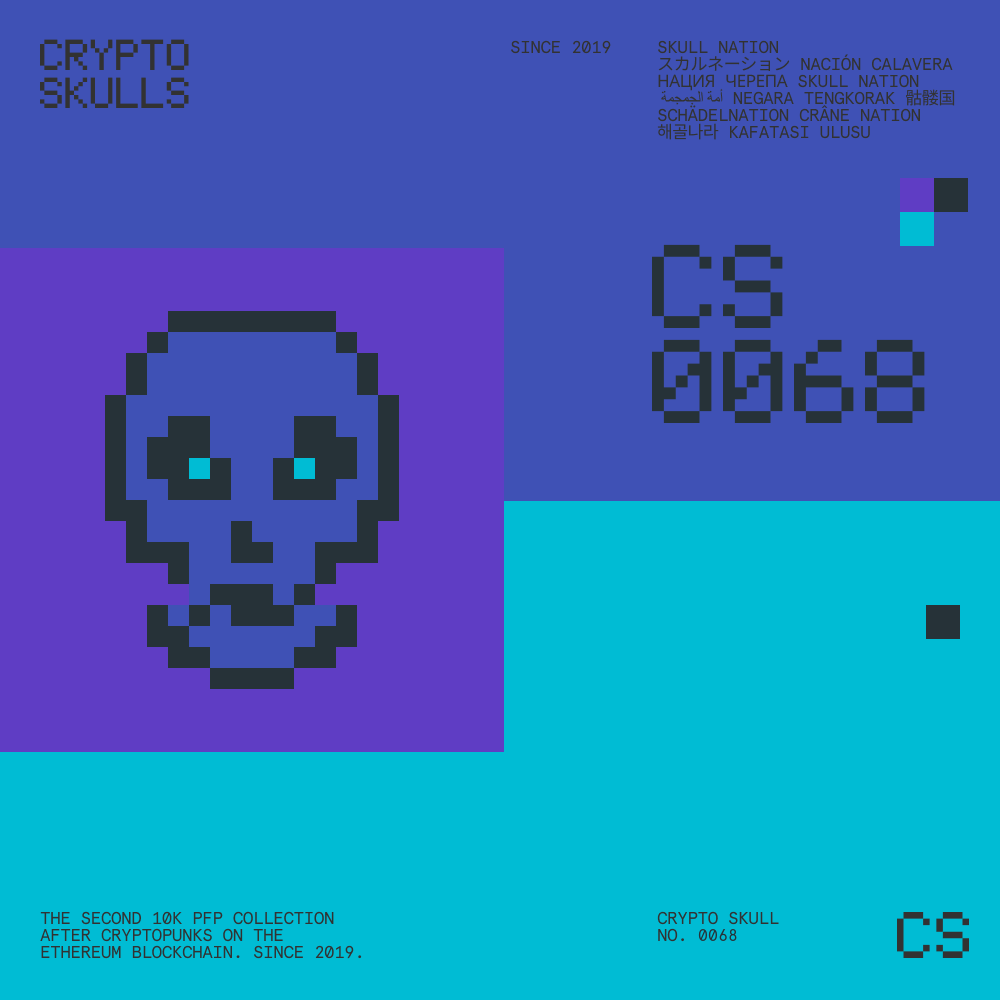 CRYPTO
SKULLS
SINCE 2019
SKULL NATION
スカルネーション NACIÓN CALAVERA
НАЦИЯ ЧЕРЕПА SKULL NATION
أمة الجمجمة NEGARA TENGKORAK 骷髅国
SCHÄDELNATION CRÂNE NATION
해골나라 KAFATASI ULUSU
CS
0068
THE SECOND 10K PFP COLLECTION
AFTER CRYPTOPUNKS ON THE
ETHEREUM BLOCKCHAIN. SINCE 2019.
CRYPTO SKULL
NO. 0068
CS